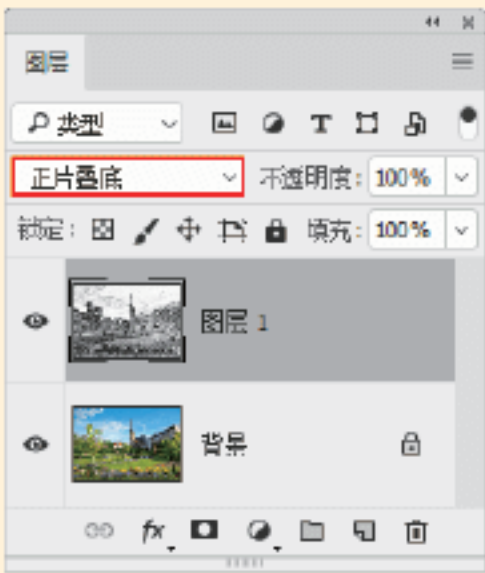 图层
类型
正片叠底 不透明度: 100%
锁定: 填充: 100%
图层 1
背景
fx